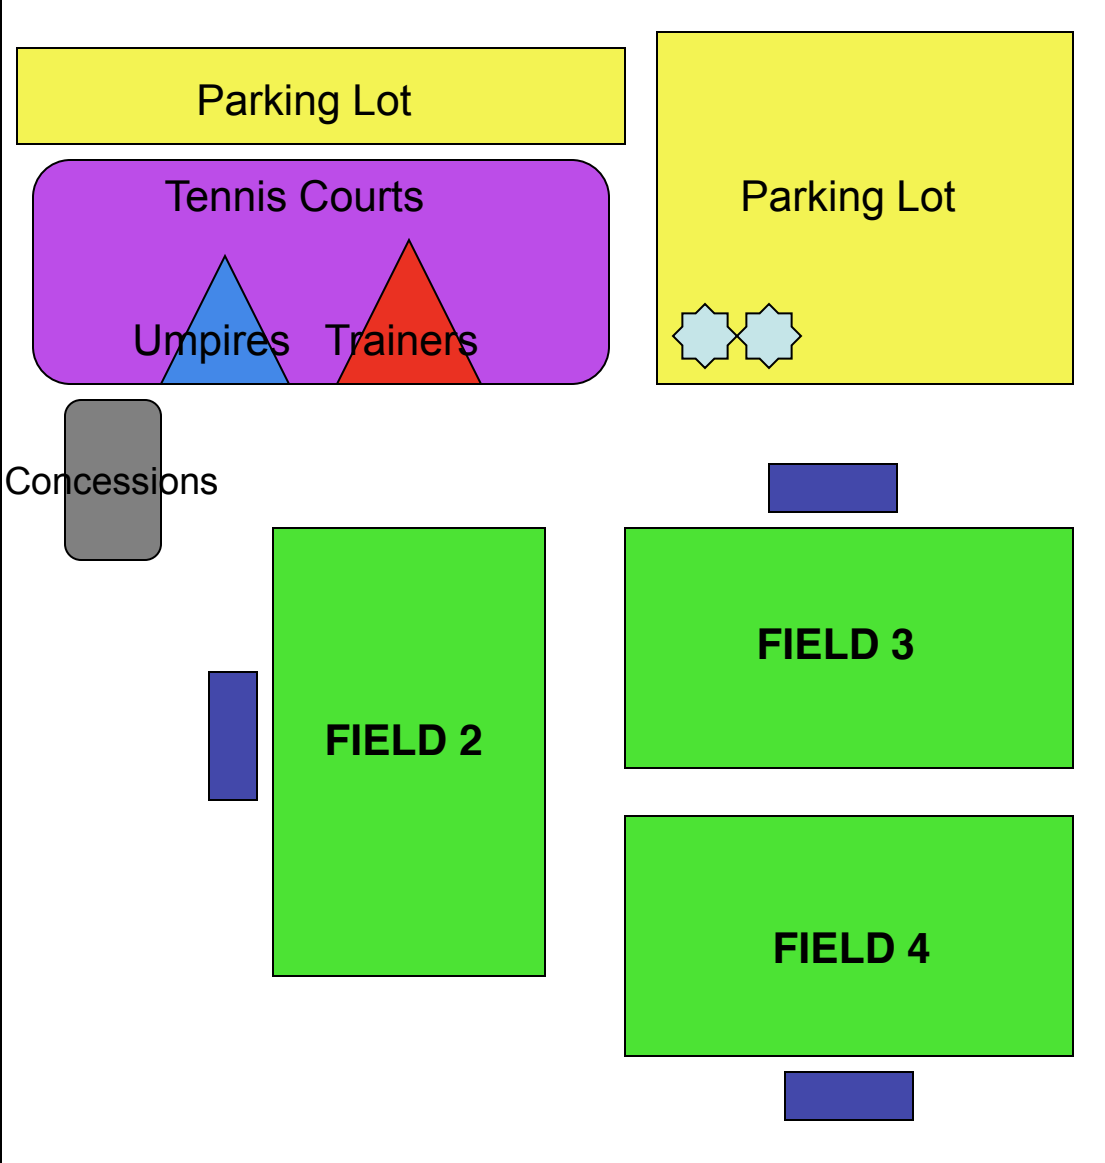 Parking Lot
Tennis Courts
Parking Lot
Umpires
Trainers
Concessions
FIELD 3
FIELD 2
FIELD 4